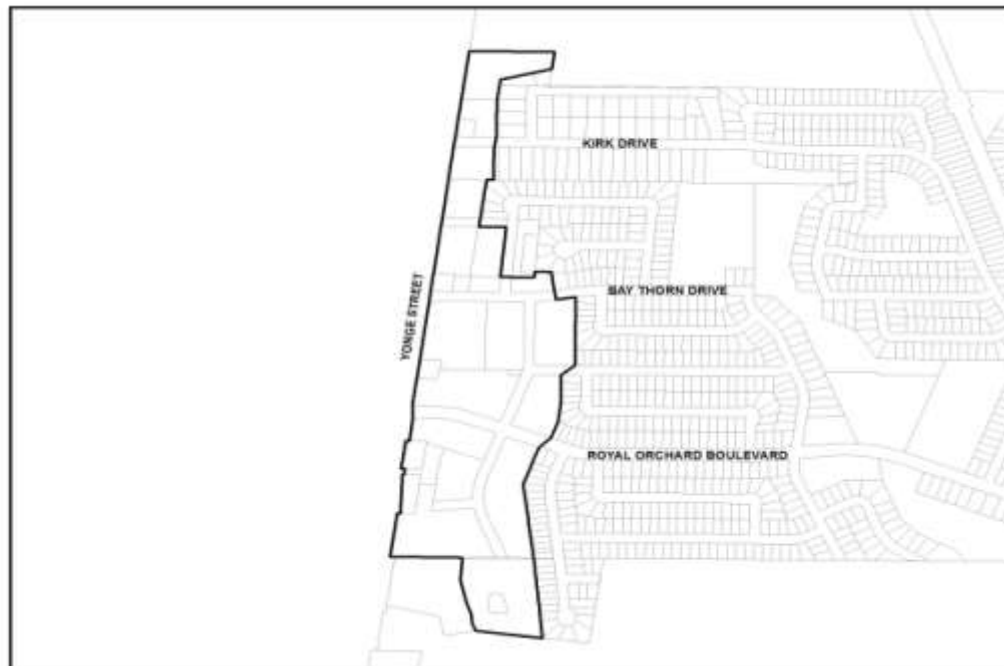 KIRK DRIVE
BAY THORN DRIVE
YONGE STREET
ROYAL ORCHARD BOULEVARD